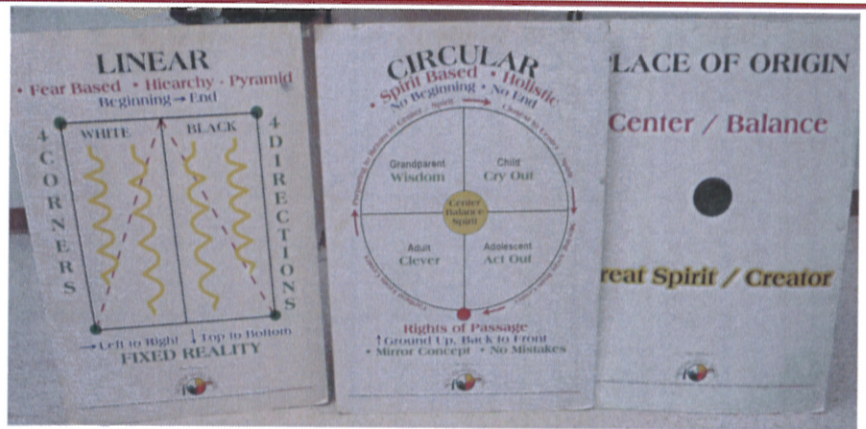 LINEAR
• Fear Based • Hiearchy • Pyramid
Beginning → End
4 CORNERS
WHITE
BLACK
4 DIRECTIONS
→ Left to Right ↓ Top to Bottom
FIXED REALITY
CIRCULAR
• Spirit Based • Holistic
No Beginning • No End
Grandparent
Wisdom
Child
Cry Out
Center
Balance
Spirit
Adult
Clever
Adolescent
Act Out
Rights of Passage
↑ Ground Up, Back to Front
• Mirror Concept • No Mistakes
LACE OF ORIGIN
Center / Balance
reat Spirit / Creator